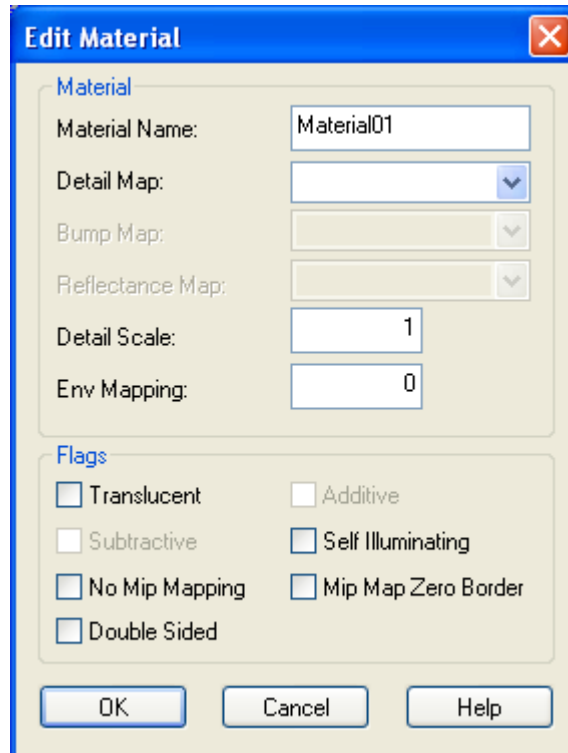 Edit Material
Material
Material Name: Material01
Detail Map:
Bump Map:
Reflectance Map:
Detail Scale: 1
Env Mapping: 0
Flags
Translucent Additive
Subtractive Self Illuminating
No Mip Mapping Mip Map Zero Border
Double Sided
OK Cancel Help